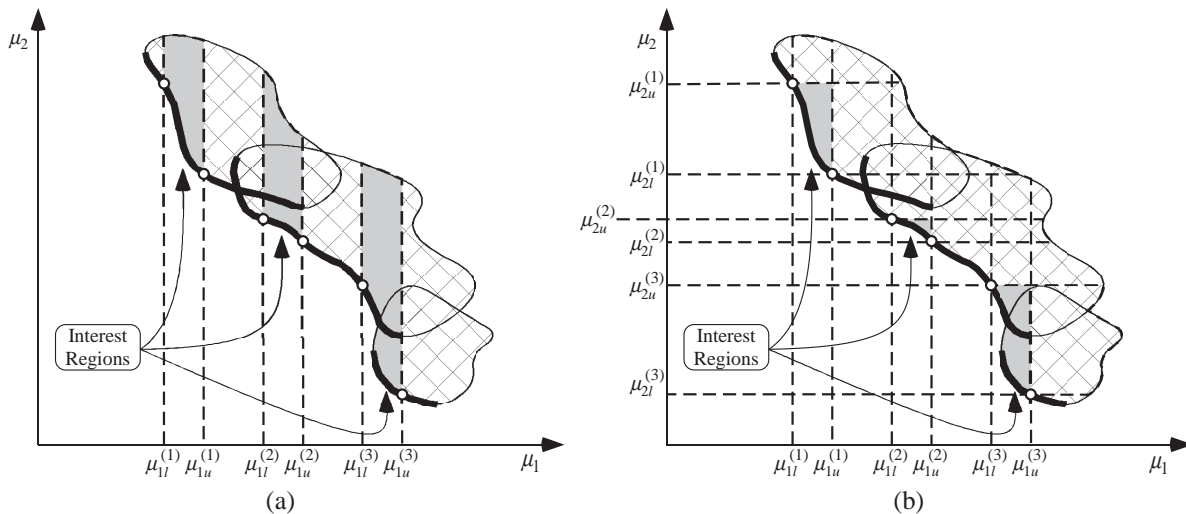 μ₂
Interest
Regions
μ₁ₗ⁽¹⁾ μ₁ᵤ⁽¹⁾ μ₁ₗ⁽²⁾ μ₁ᵤ⁽²⁾ μ₁ₗ⁽³⁾ μ₁ᵤ⁽³⁾ μ₁
(a)
μ₂
μ₂ᵤ⁽¹⁾
μ₂ₗ⁽¹⁾
μ₂ᵤ⁽²⁾
μ₂ₗ⁽²⁾
μ₂ᵤ⁽³⁾
Interest
Regions
μ₂ₗ⁽³⁾
μ₁ₗ⁽¹⁾ μ₁ᵤ⁽¹⁾ μ₁ₗ⁽²⁾ μ₁ᵤ⁽²⁾ μ₁ₗ⁽³⁾ μ₁ᵤ⁽³⁾ μ₁
(b)